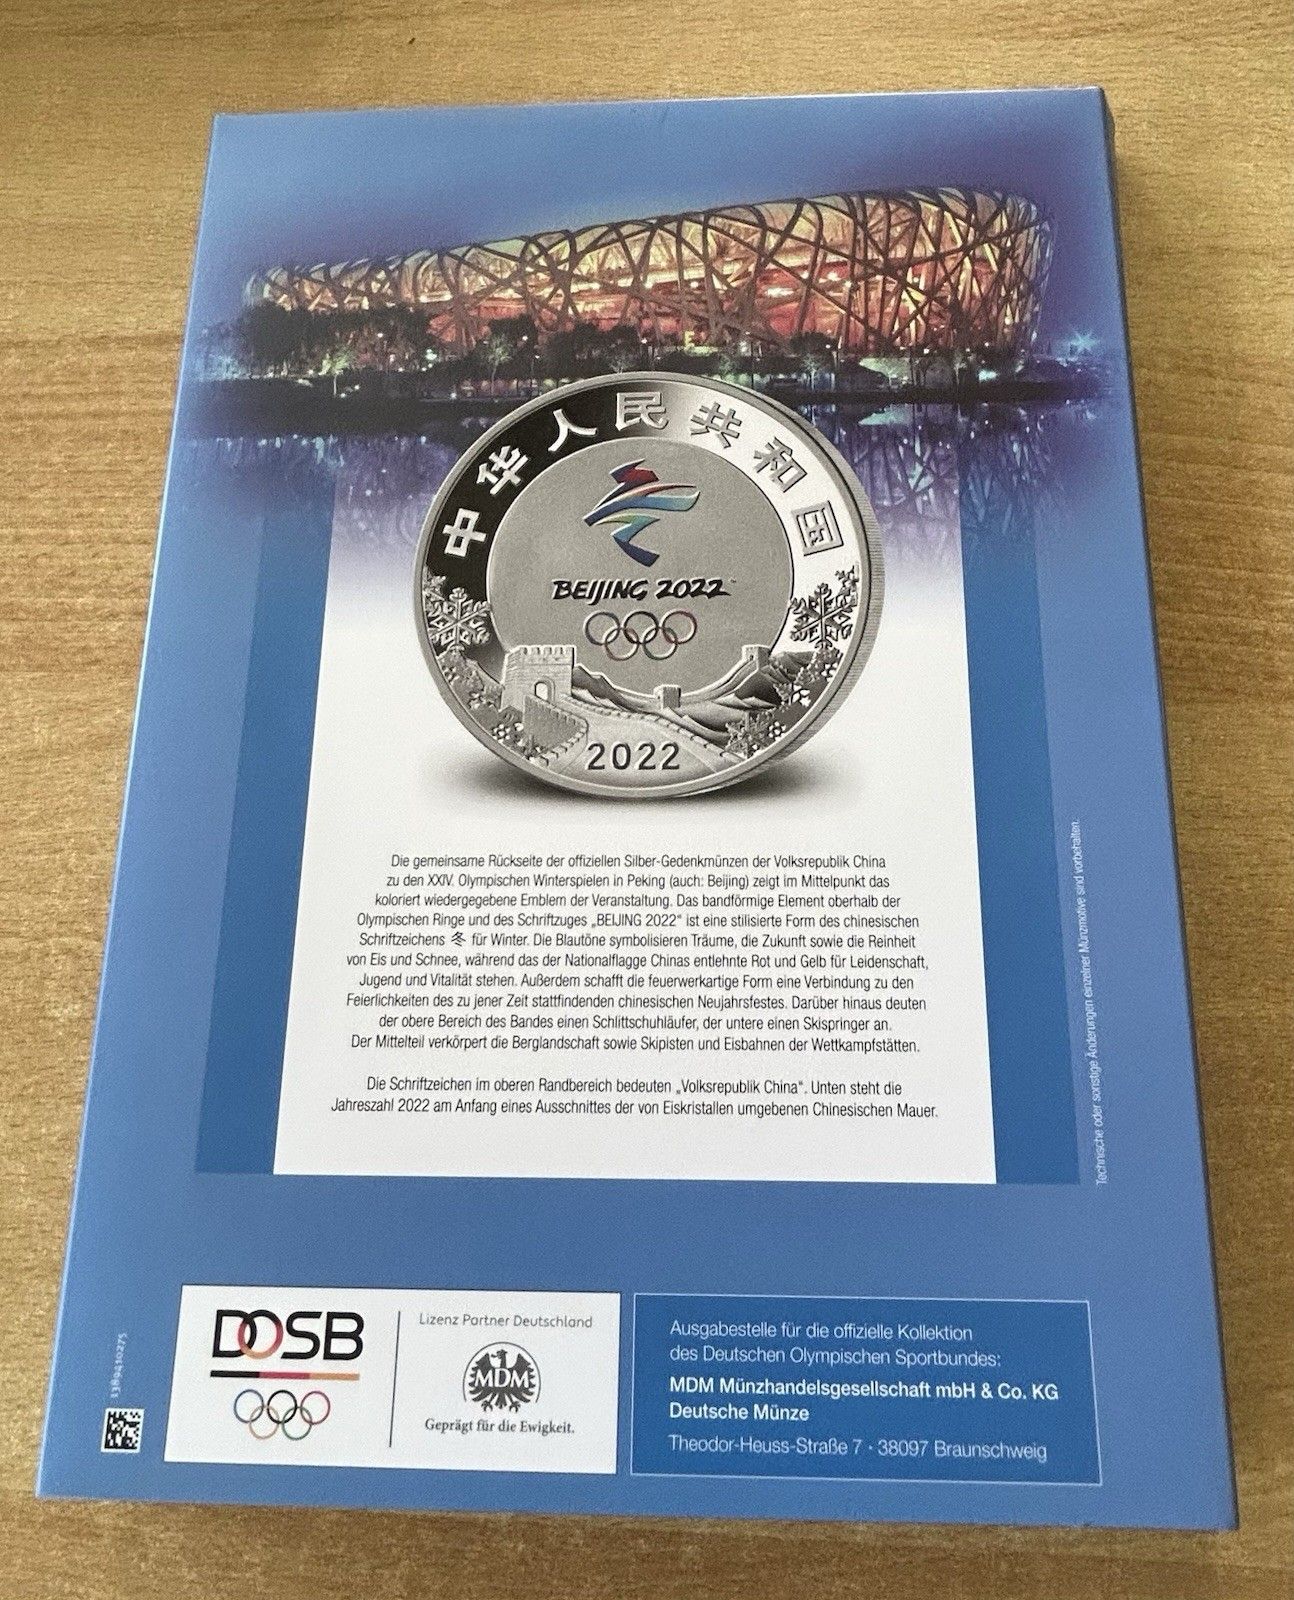 中华人民共和国
BEIJING 2022™
2022
Die gemeinsame Rückseite der offiziellen Silber-Gedenkmünzen der Volksrepublik China
zu den XXIV. Olympischen Winterspielen in Peking (auch: Beijing) zeigt im Mittelpunkt das
koloriert wiedergegebene Emblem der Veranstaltung. Das bandförmige Element oberhalb der
Olympischen Ringe und des Schriftzuges „BEIJING 2022“ ist eine stilisierte Form des chinesischen
Schriftzeichens 冬 für Winter. Die Blautöne symbolisieren Träume, die Zukunft sowie die Reinheit
von Eis und Schnee, während das der Nationalflagge Chinas entlehnte Rot und Gelb für Leidenschaft,
Jugend und Vitalität stehen. Außerdem schafft die feuerwerkartige Form eine Verbindung zu den
Feierlichkeiten des zu jener Zeit stattfindenden chinesischen Neujahrsfestes. Darüber hinaus deuten
der obere Bereich des Bandes einen Schlittschuhläufer, der untere einen Skispringer an.
Der Mittelteil verkörpert die Berglandschaft sowie Skipisten und Eisbahnen der Wettkampfstätten.
Die Schriftzeichen im oberen Randbereich bedeuten „Volksrepublik China“. Unten steht die
Jahreszahl 2022 am Anfang eines Ausschnittes der von Eiskristallen umgebenen Chinesischen Mauer.
Technische oder sonstige Änderungen einzelner Münzmotive sind vorbehalten.
1389410275
DOSB
Lizenz Partner Deutschland
MDM
Geprägt für die Ewigkeit.
Ausgabestelle für die offizielle Kollektion
des Deutschen Olympischen Sportbundes:
MDM Münzhandelsgesellschaft mbH & Co. KG
Deutsche Münze
Theodor-Heuss-Straße 7 · 38097 Braunschweig